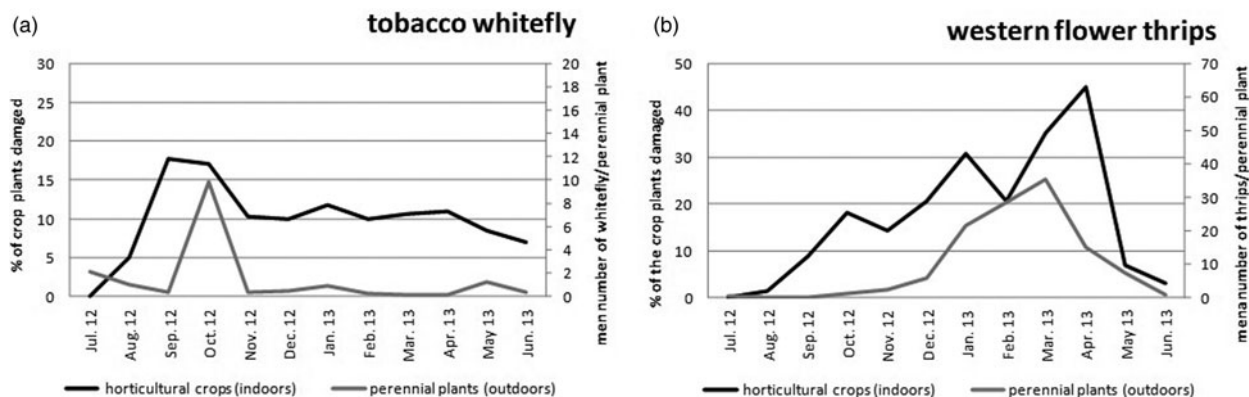 (a)
tobacco whitefly
% of crop plants damaged
30
25
20
15
10
5
0
20
18
16
14
12
10
8
6
4
2
0
men number of whitefly/perennial plant
Jul. 12
Aug. 12
Sep. 12
Oct. 12
Nov. 12
Dec. 12
Jan. 13
Feb. 13
Mar. 13
Apr. 13
May 13
Jun. 13
horticultural crops (indoors)
perennial plants (outdoors)
(b)
western flower thrips
% of the crop plants damaged
50
40
30
20
10
0
70
60
50
40
30
20
10
0
menanumber of thrips/perennial plant
Jul. 12
Aug. 12
Sep. 12
Oct. 12
Nov. 12
Dec. 12
Jan. 13
Feb. 13
Mar. 13
Apr. 13
May 13
Jun. 13
horticultural crops (indoors)
perennial plants (outdoors)